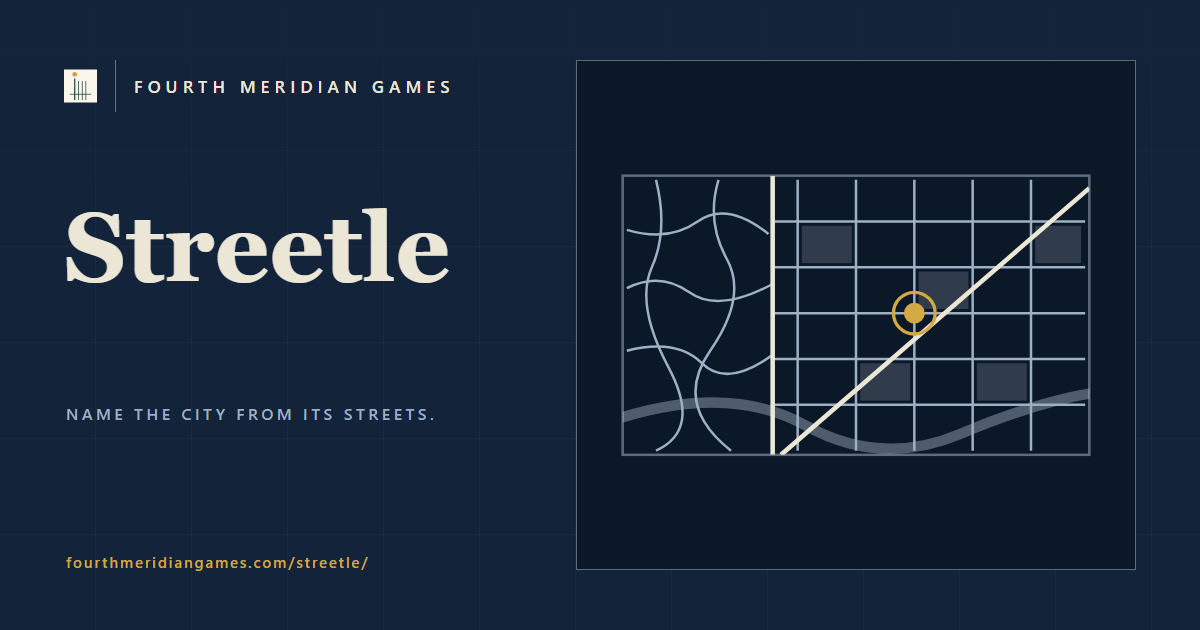 FOURTH MERIDIAN GAMES
Streetle
NAME THE CITY FROM ITS STREETS.
fourthmeridiangames.com/streetle/